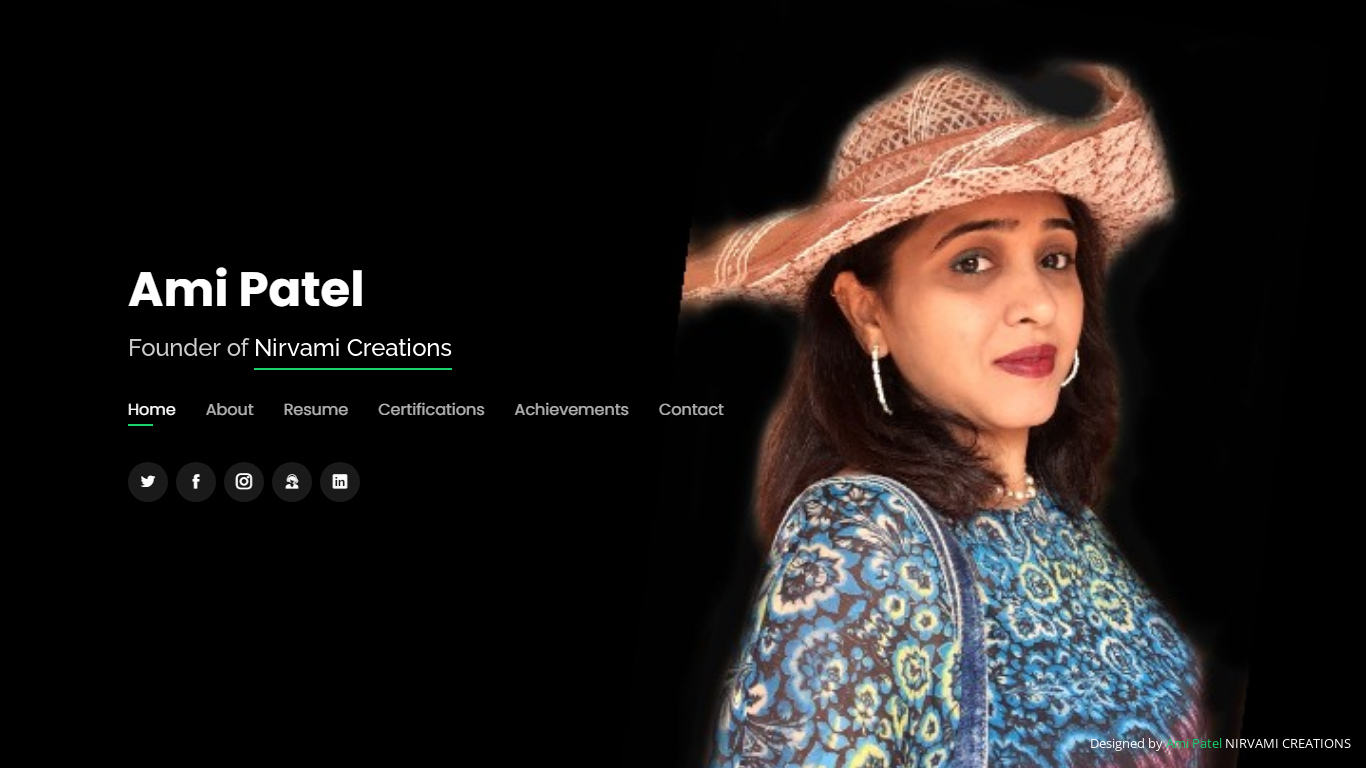 Ami Patel
Founder of Nirvami Creations
Home About Resume Certifications Achievements Contact
Designed by Ami Patel NIRVAMI CREATIONS